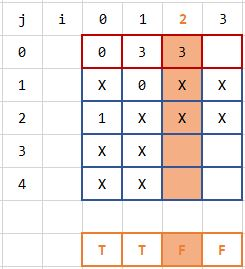 j i 0 1 2 3
0 0 3 3
1 X 0 X X
2 1 X X X
3 X X
4 X X
T T F F